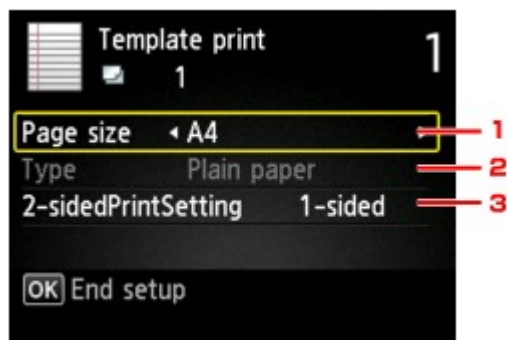 Template print
1
1
Page size A4
1
Type Plain paper
2
2-sidedPrintSetting 1-sided
3
OK End setup